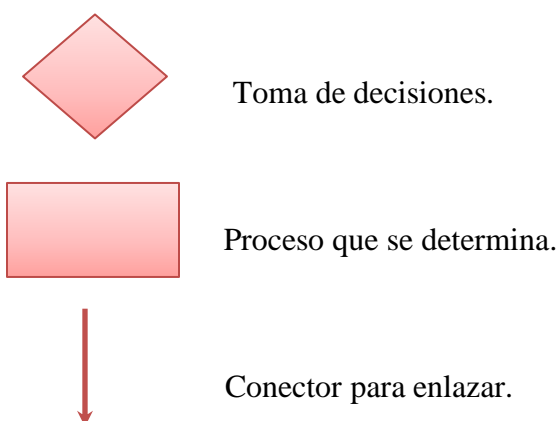 Toma de decisiones.
Proceso que se determina.
Conector para enlazar.